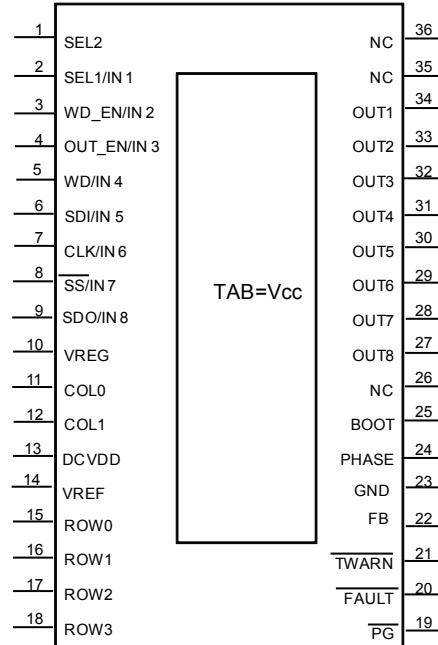 1 SEL2 NC 36
2 SEL1/IN 1 NC 35
3 WD_EN/IN 2 OUT1 34
4 OUT_EN/IN 3 OUT2 33
5 WD/IN 4 OUT3 32
6 SDI/IN 5 OUT4 31
7 CLK/IN 6 OUT5 30
8 SS/IN 7 OUT6 29
TAB=Vcc
9 SDO/IN 8 OUT7 28
10 VREG OUT8 27
11 COL0 NC 26
12 COL1 BOOT 25
13 DCVDD PHASE 24
14 VREF GND 23
15 ROW0 FB 22
16 ROW1 TWARN 21
17 ROW2 FAULT 20
18 ROW3 PG 19